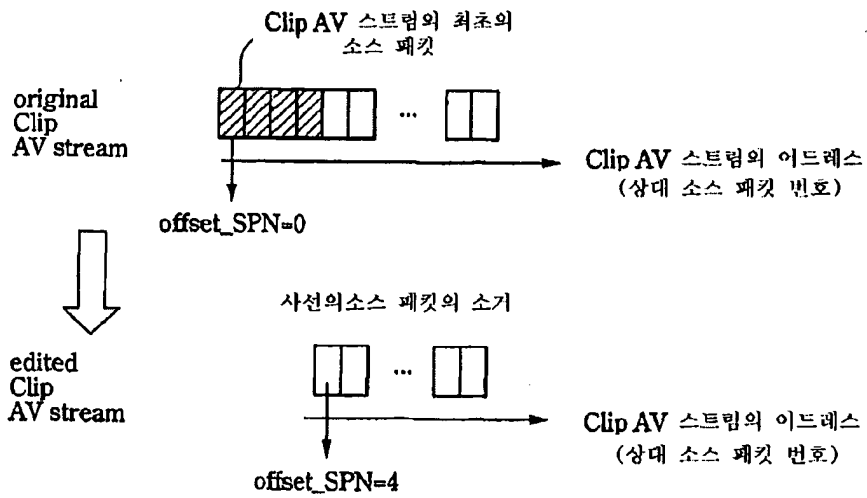 Clip AV 스트럼의 최초의
소스 패킷
original
Clip
AV stream
...
Clip AV 스트럼의 어드레스
(상대 소스 패킷 번호)
offset_SPN=0
사선의소스 패킷의 소거
edited
Clip
AV stream
...
Clip AV 스트림의 어드레스
(상대 소스 패킷 번호)
offset_SPN=4